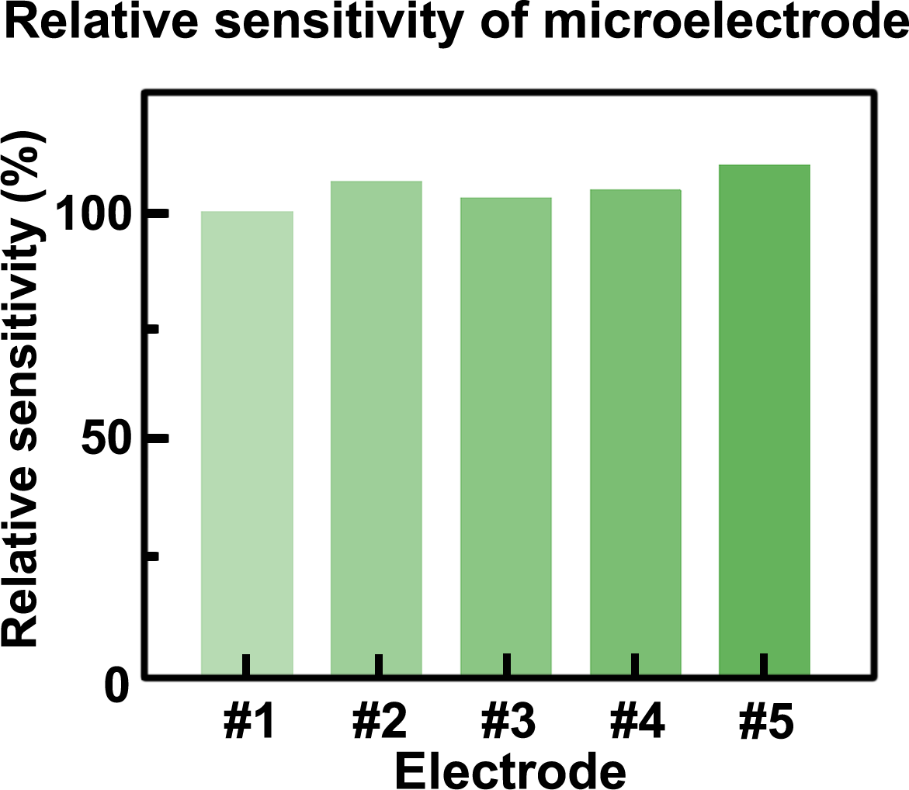 Relative sensitivity of microelectrode
Relative sensitivity (%)
100
50
0
#1 #2 #3 #4 #5
Electrode